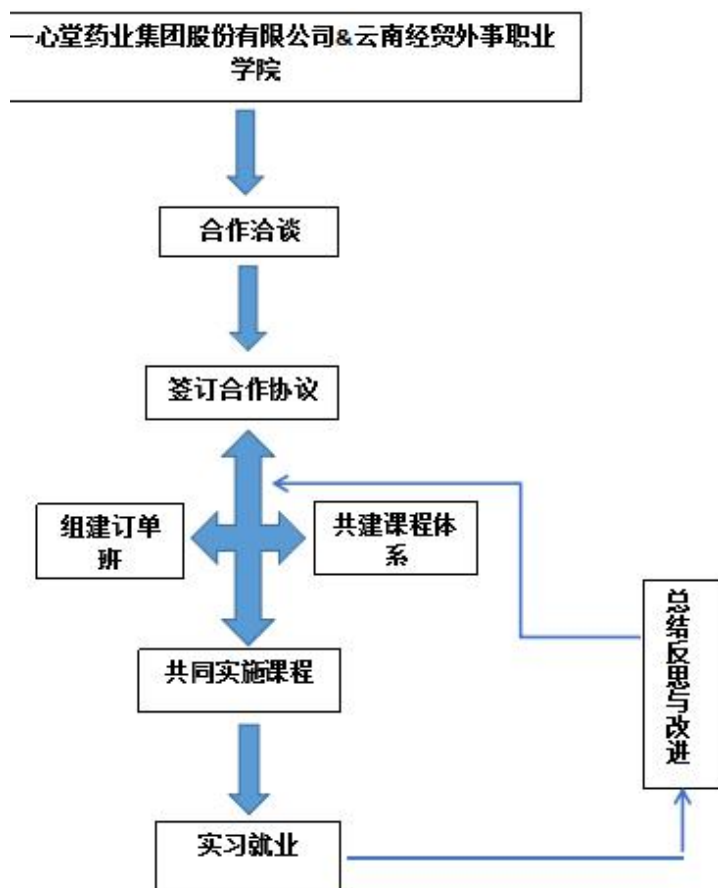 一心堂药业集团股份有限公司&云南经贸外事职业
学院
合作洽谈
签订合作协议
组建订单
班
共建课程体
系
共同实施课程
实习就业
总结反思与改进